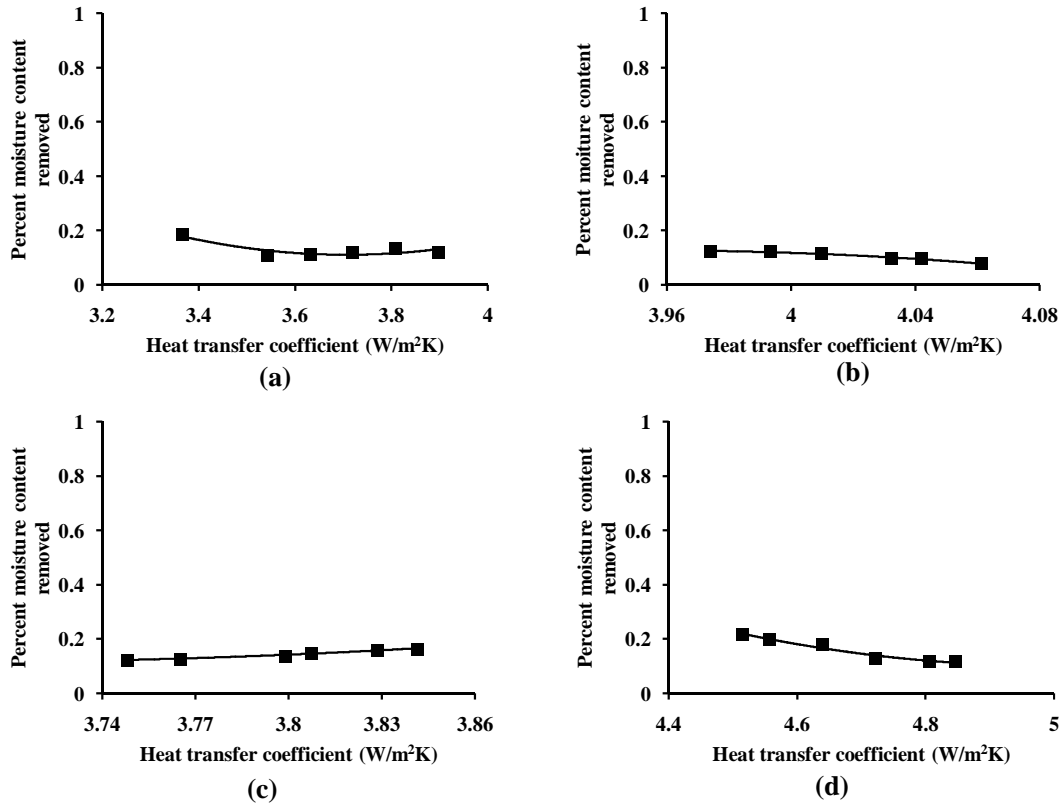 1
0.8
0.6
0.4
0.2
0
Percent moisture content
removed
3.2 3.4 3.6 3.8 4
Heat transfer coefficient (W/m²K)
(a)
1
0.8
0.6
0.4
0.2
0
Percent moiture content
removed
3.96 4 4.04 4.08
Heat transfer coefficient (W/m²K)
(b)
1
0.8
0.6
0.4
0.2
0
Percent moisture content
removed
3.74 3.77 3.8 3.83 3.86
Heat transfer coefficient (W/m²K)
(c)
1
0.8
0.6
0.4
0.2
0
Percent moisture content
removed
4.4 4.6 4.8 5
Heat transfer coefficient (W/m²K)
(d)